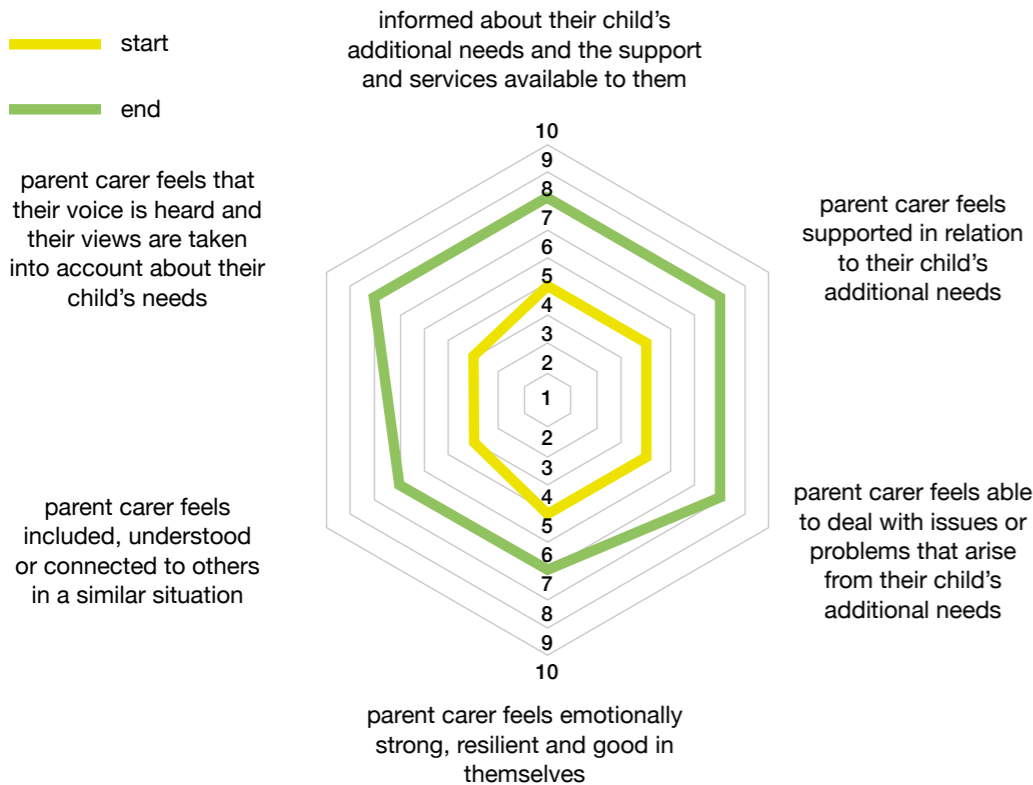 start
end
informed about their child’s
additional needs and the support
and services available to them
parent carer feels that
their voice is heard and
their views are taken
into account about their
child’s needs
parent carer feels
supported in relation
to their child’s
additional needs
10
9
8
7
6
5
4
3
2
1
2
3
4
5
6
7
8
9
10
parent carer feels
included, understood
or connected to others
in a similar situation
parent carer feels able
to deal with issues or
problems that arise
from their child’s
additional needs
parent carer feels emotionally
strong, resilient and good in
themselves